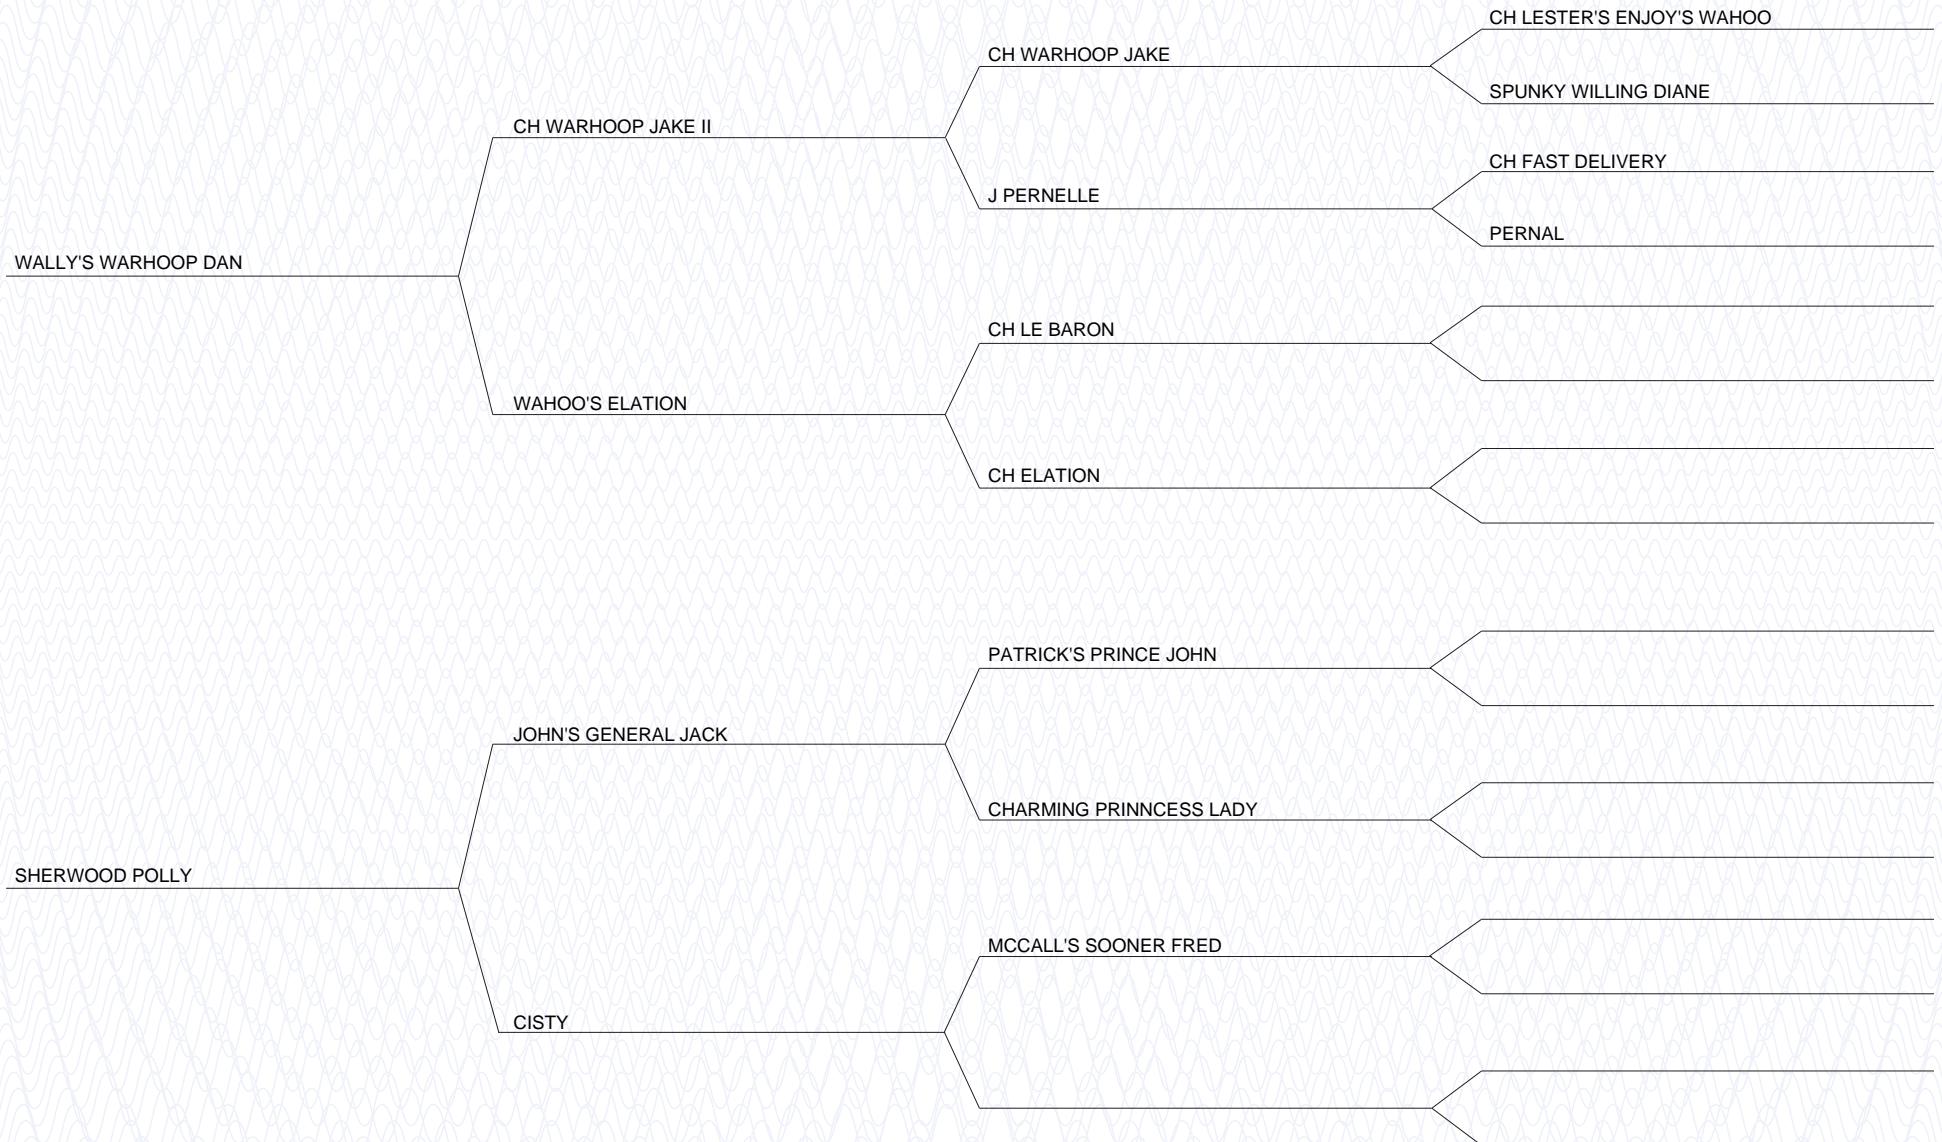 CH LESTER'S ENJOY'S WAHOO
CH WARHOOP JAKE
SPUNKY WILLING DIANE
CH WARHOOP JAKE II
CH FAST DELIVERY
J PERNELLE
PERNAL
WALLY'S WARHOOP DAN
CH LE BARON
WAHOO'S ELATION
CH ELATION
PATRICK'S PRINCE JOHN
JOHN'S GENERAL JACK
CHARMING PRINNCESS LADY
SHERWOOD POLLY
MCCALL'S SOONER FRED
CISTY